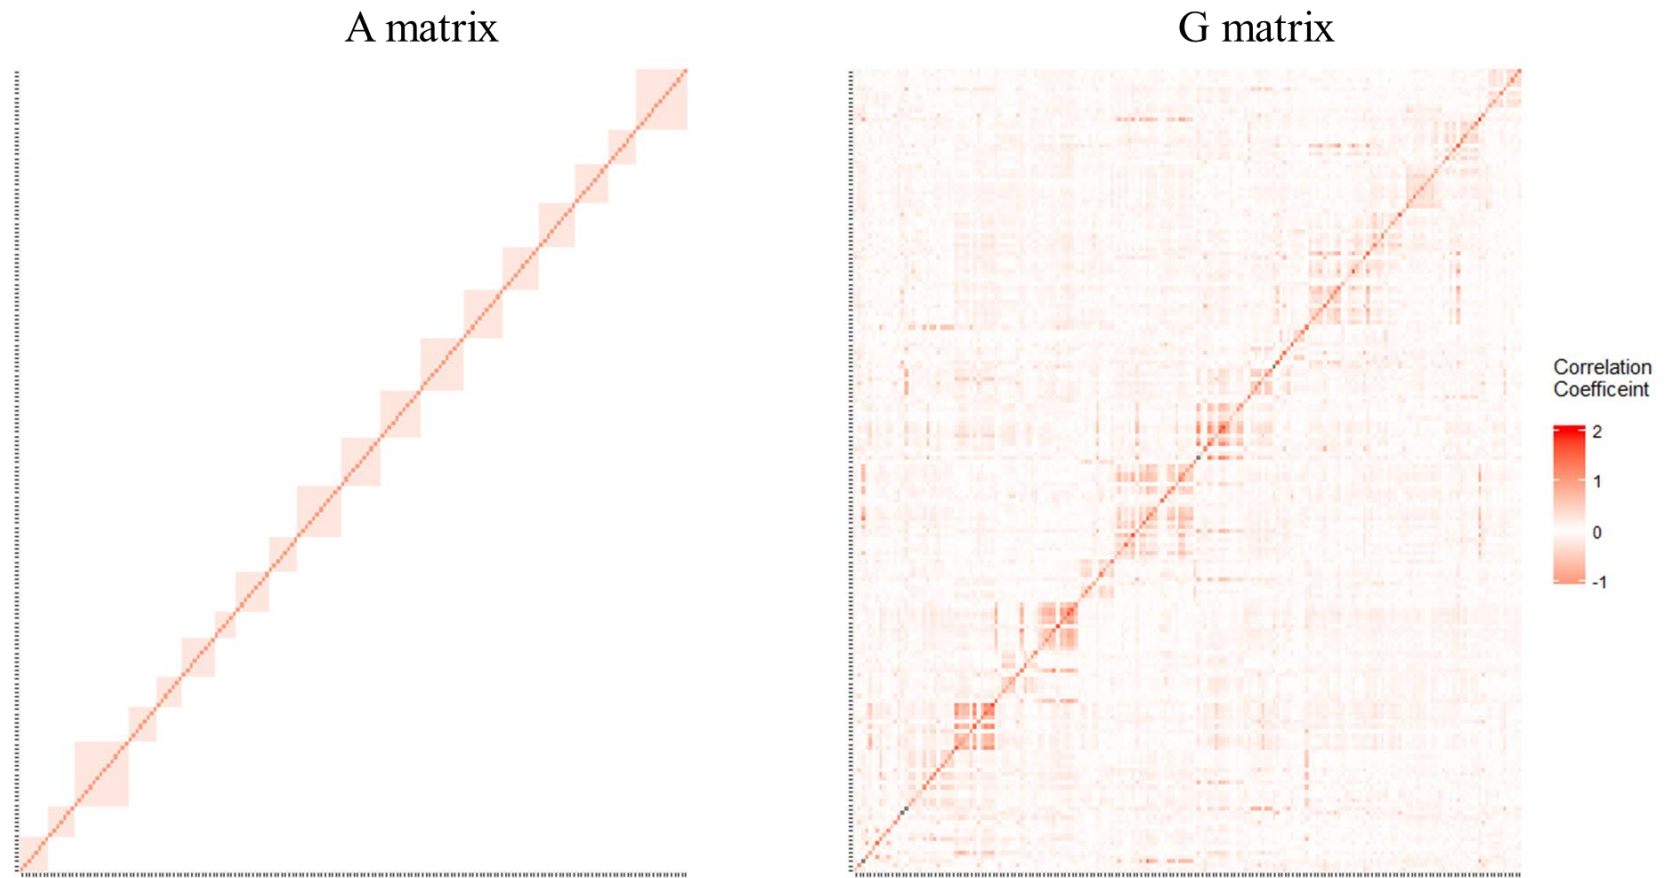 A matrix
G matrix
Correlation
Coefficeint
2
1
0
-1